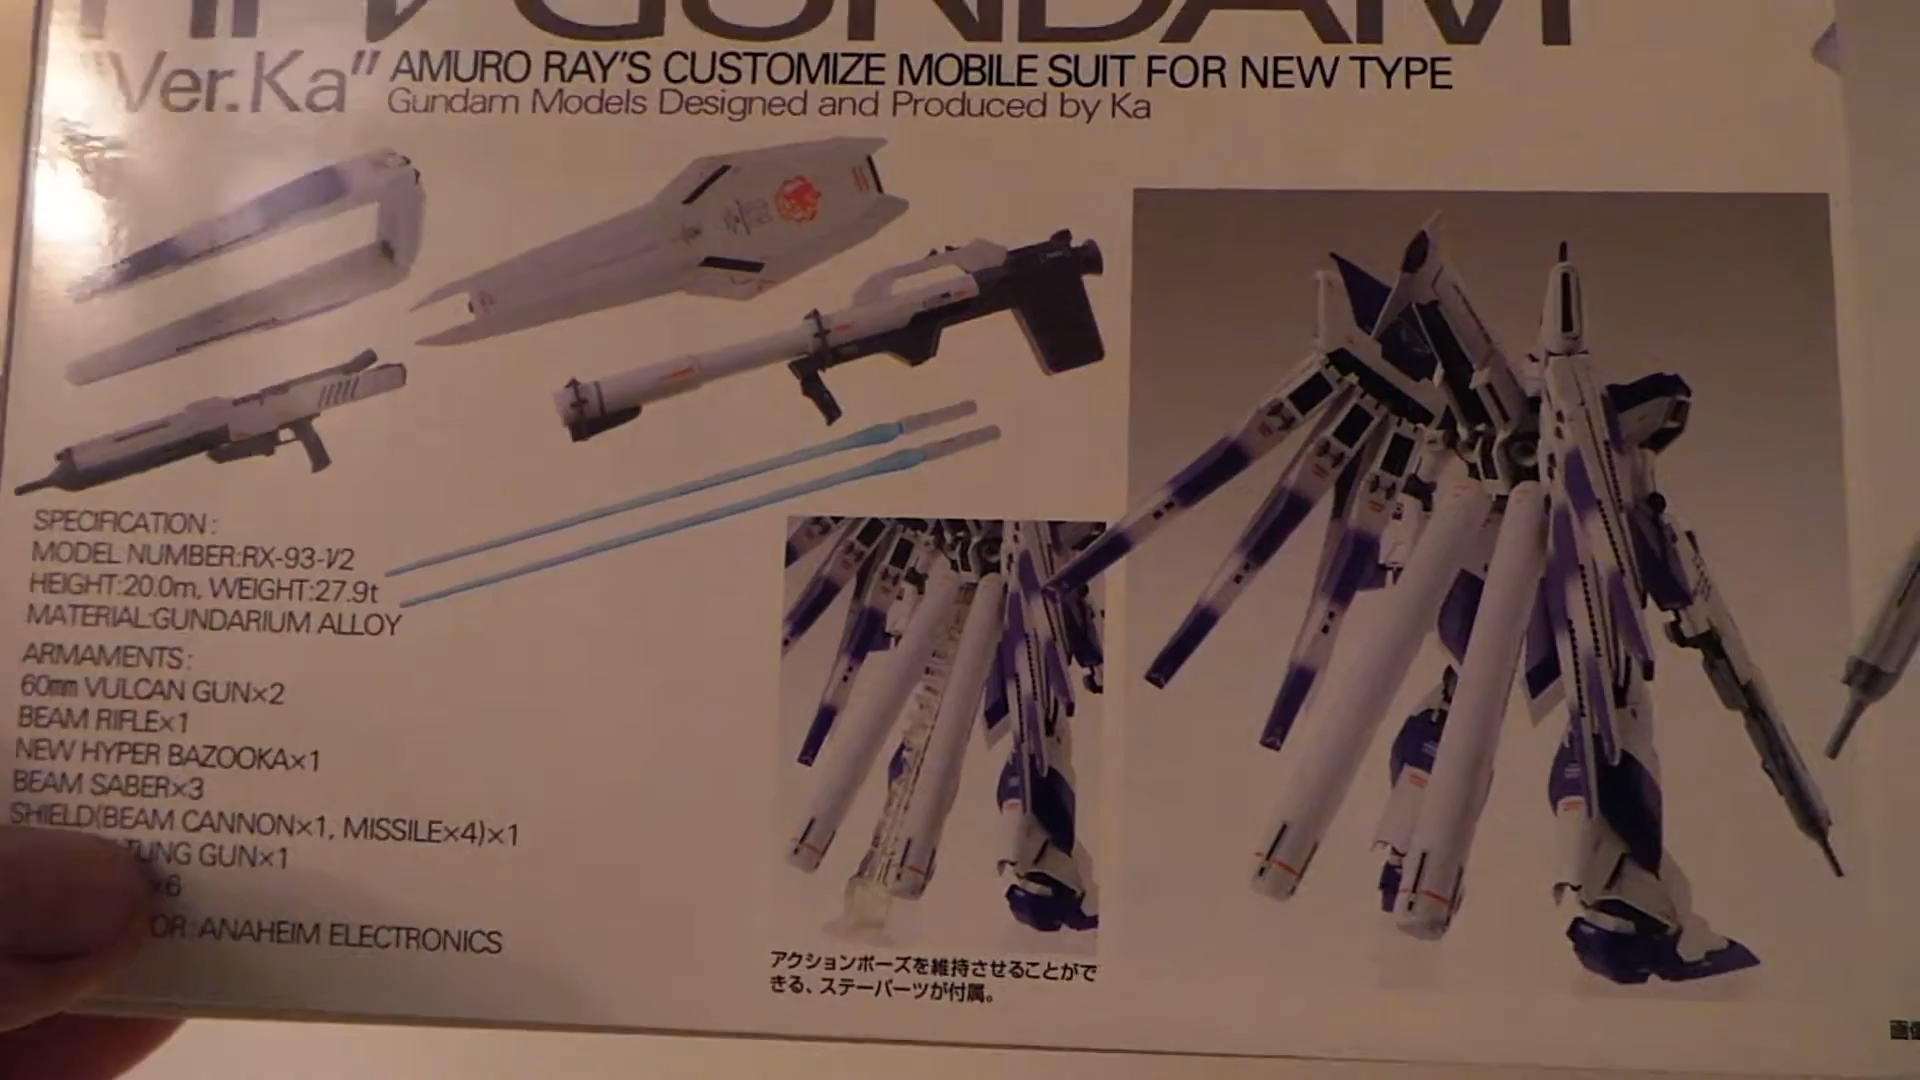 GUNDAM
"Ver.Ka" AMURO RAY'S CUSTOMIZE MOBILE SUIT FOR NEW TYPE
Gundam Models Designed and Produced by Ka
SPECIFICATION:
MODEL NUMBER:RX-93-ν2
HEIGHT:20.0m, WEIGHT:27.9t
MATERIAL:GUNDARIUM ALLOY
ARMAMENTS:
60mm VULCAN GUN×2
BEAM RIFLE×1
NEW HYPER BAZOOKA×1
BEAM SABER×3
SHIELD(BEAM CANNON×1, MISSILE×4)×1
GUN×1
×6
ANAHEIM ELECTRONICS
アクションポーズを維持させることがで
きる、ステーパーツが付属。